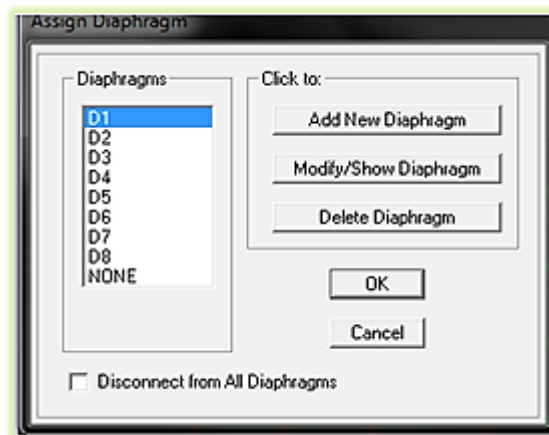 Assign Diaphragm
Diaphragms
D1
D2
D3
D4
D5
D6
D7
D8
NONE
Click to:
Add New Diaphragm
Modify/Show Diaphragm
Delete Diaphragm
OK
Cancel
Disconnect from All Diaphragms